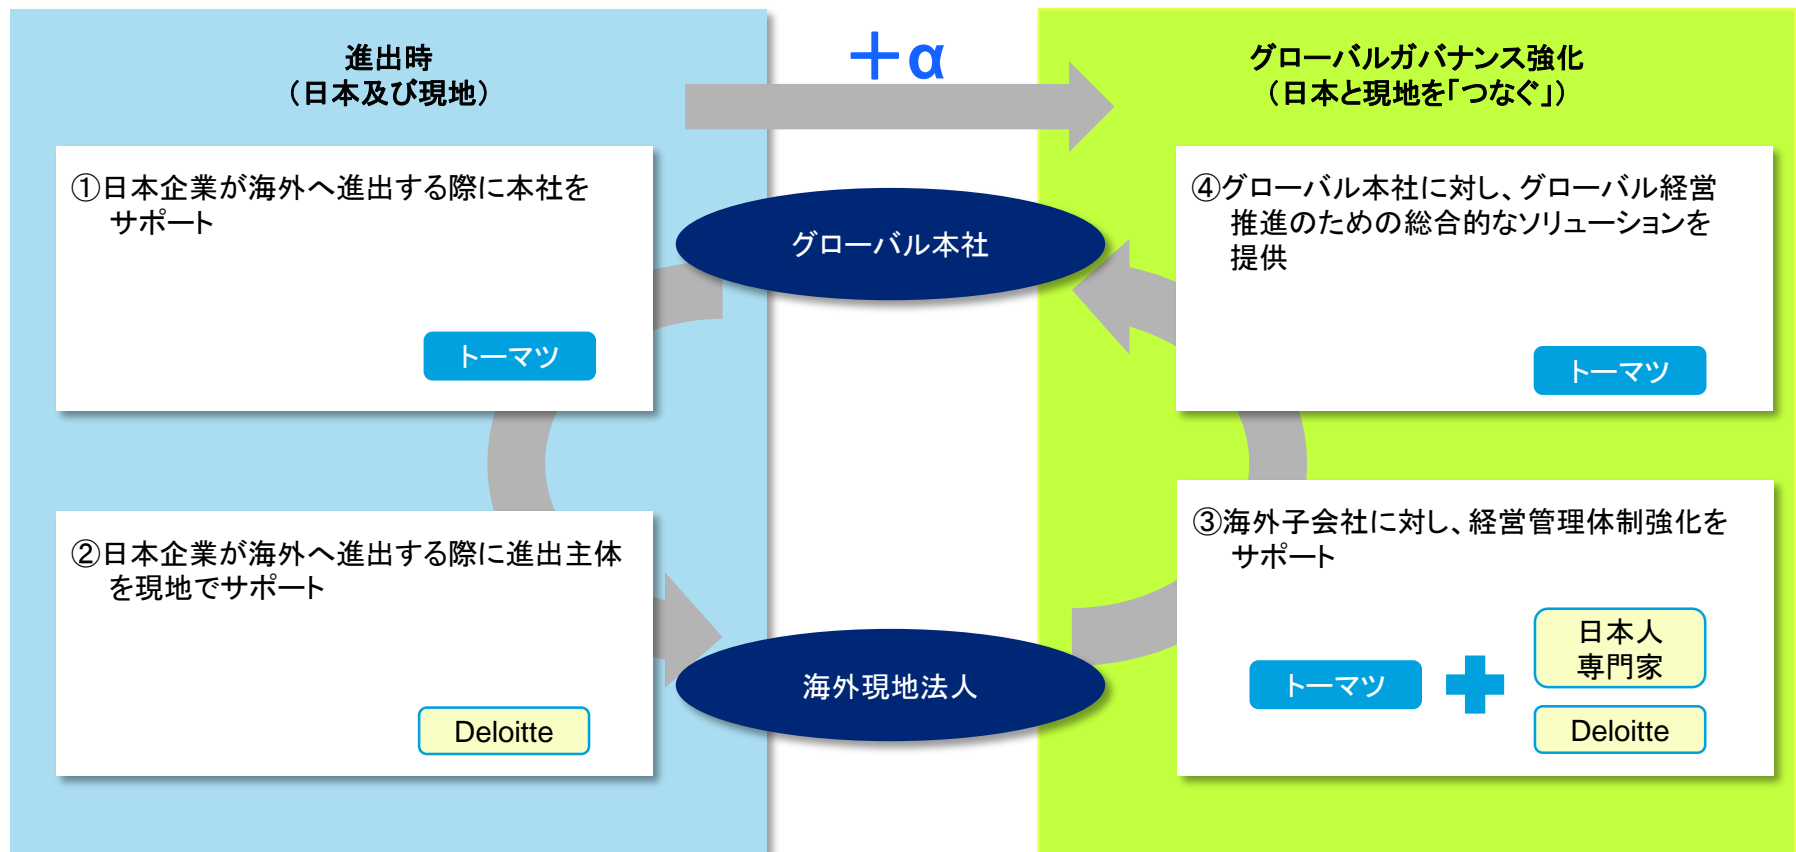 進出時
(日本及び現地)
＋α
グローバルガバナンス強化
(日本と現地を「つなぐ」)
①日本企業が海外へ進出する際に本社を
サポート
トーマツ
グローバル本社
④グローバル本社に対し、グローバル経営
推進のための総合的なソリューションを
提供
トーマツ
②日本企業が海外へ進出する際に進出主体
を現地でサポート
Deloitte
海外現地法人
③海外子会社に対し、経営管理体制強化を
サポート
トーマツ
日本人
専門家
Deloitte